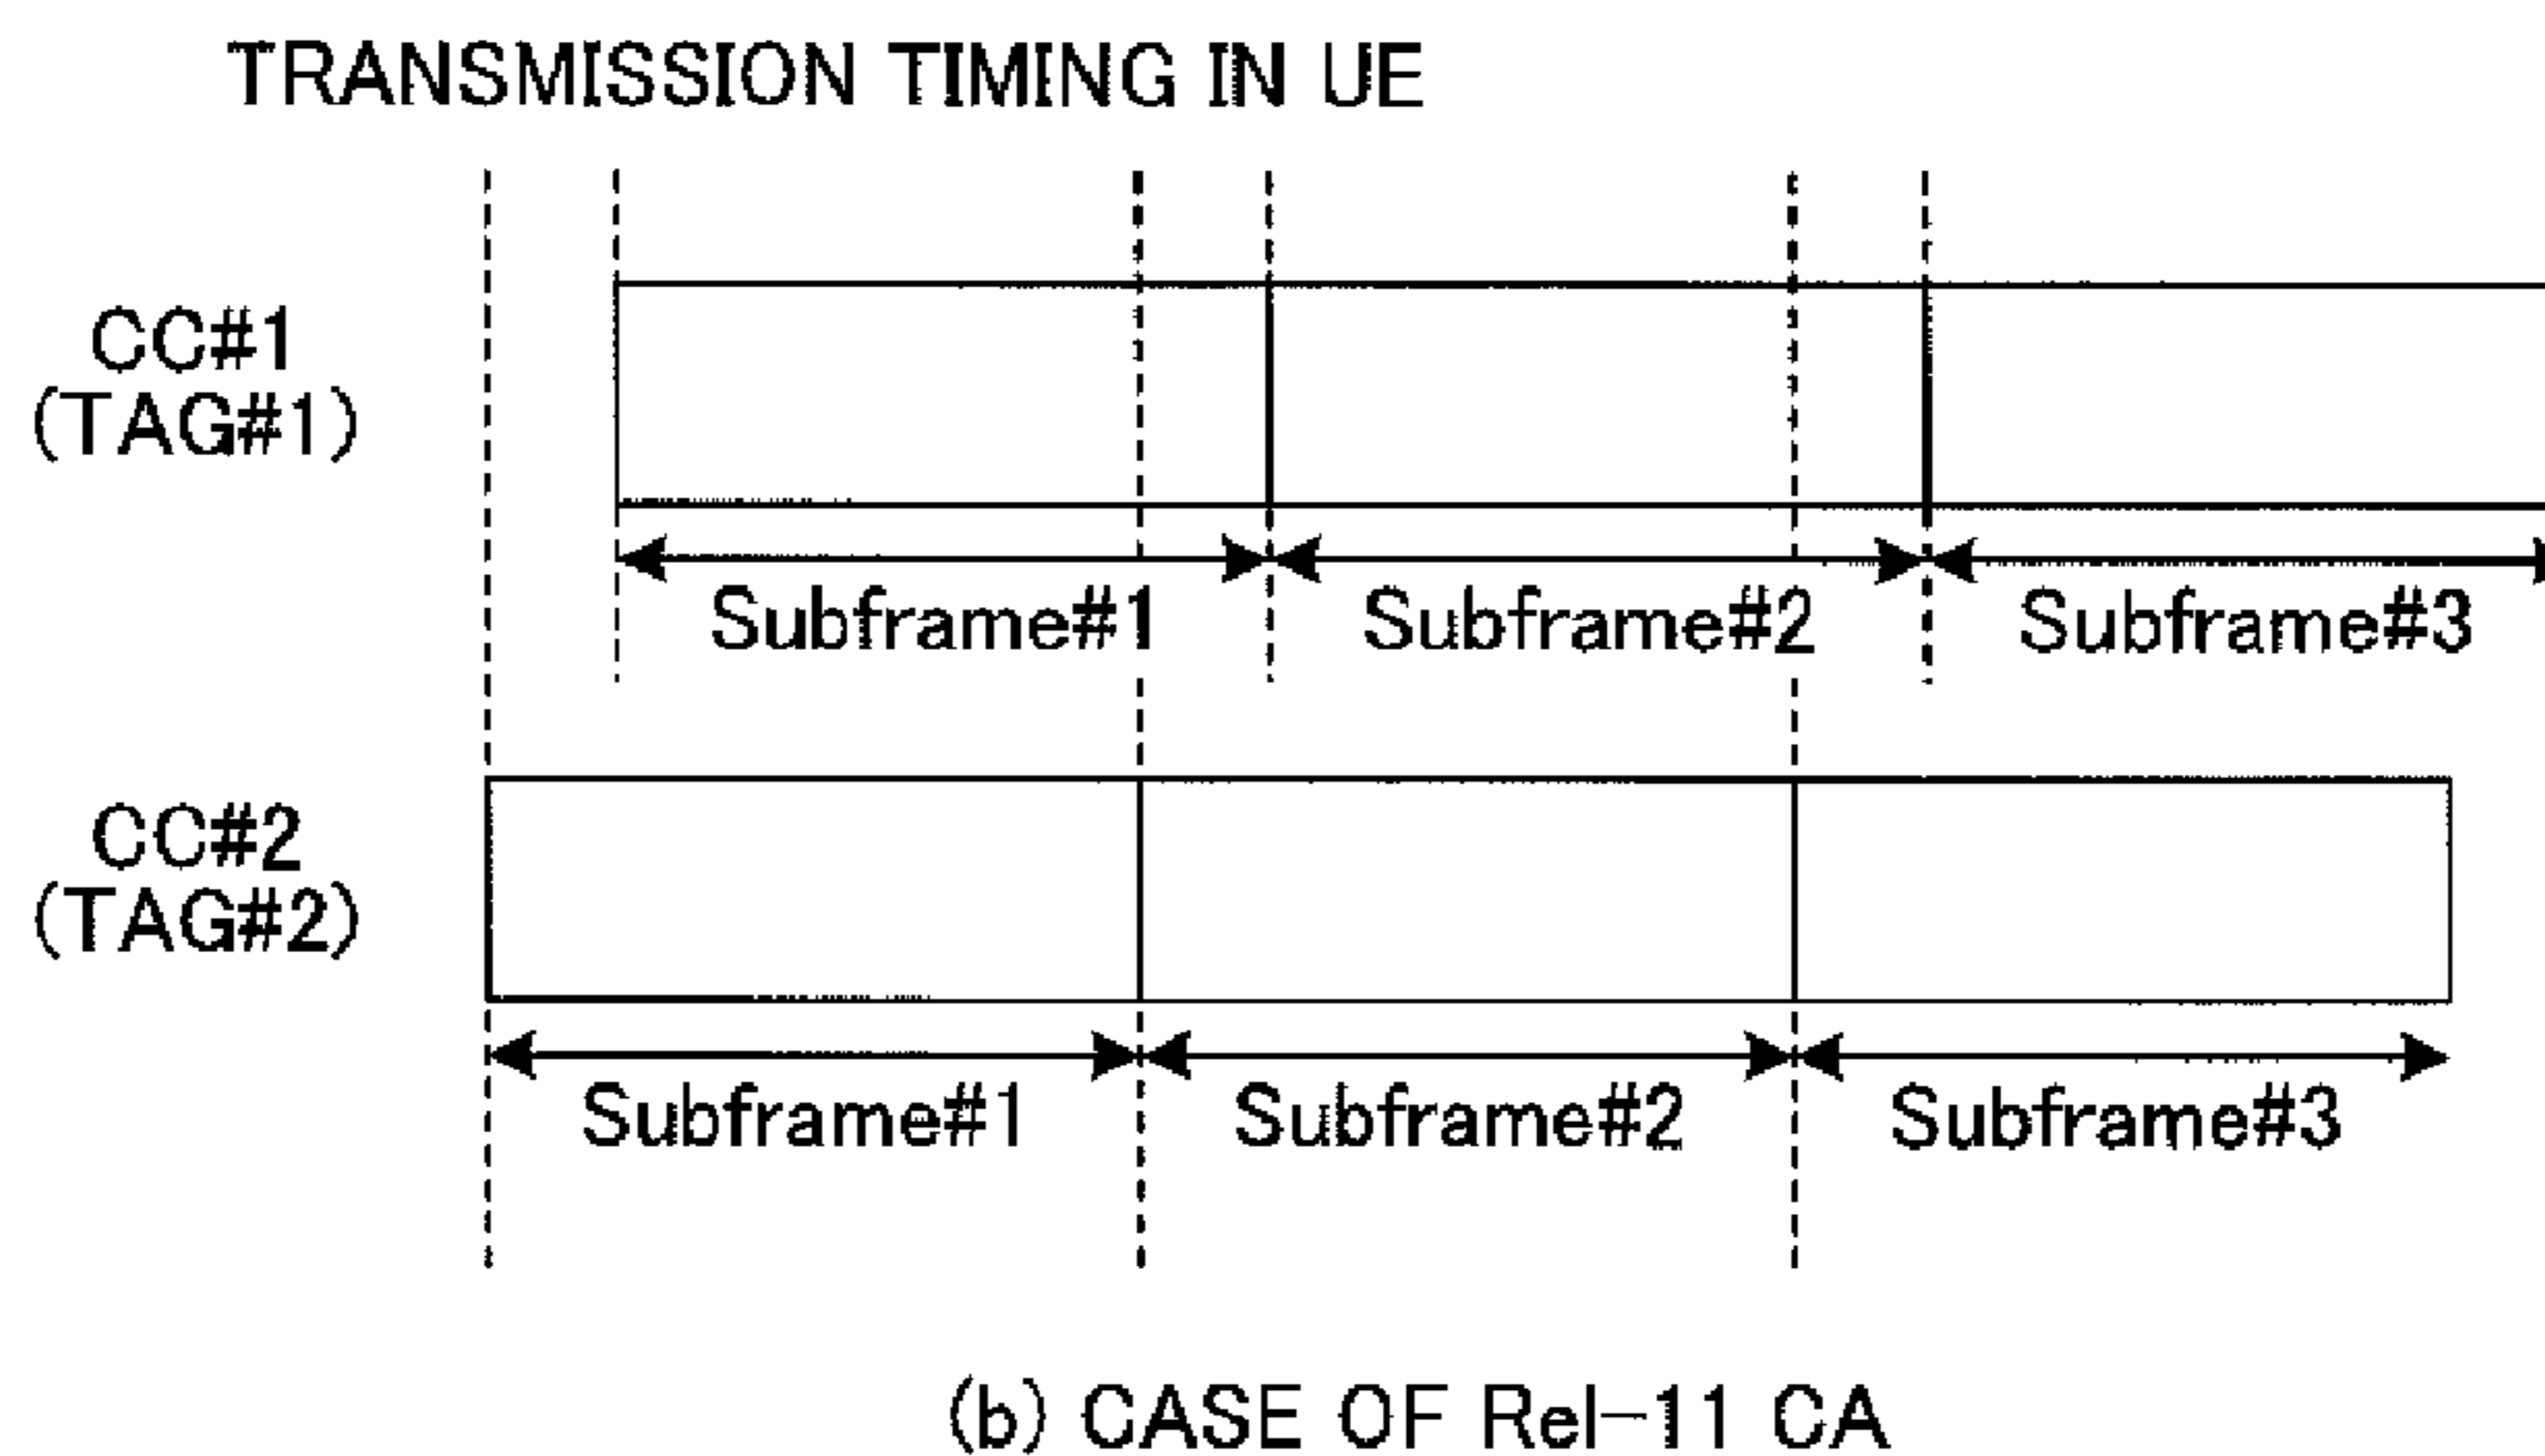 TRANSMISSION TIMING IN UE
CC#1
(TAG#1)
Subframe#1 Subframe#2 Subframe#3
CC#2
(TAG#2)
Subframe#1 Subframe#2 Subframe#3
(b) CASE OF Rel-11 CA